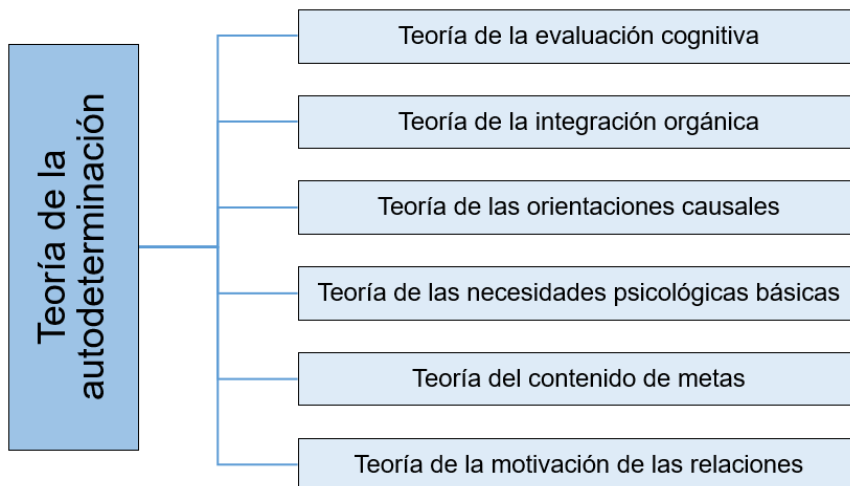 Teoría de la
autodeterminación
Teoría de la evaluación cognitiva
Teoría de la integración orgánica
Teoría de las orientaciones causales
Teoría de las necesidades psicológicas básicas
Teoría del contenido de metas
Teoría de la motivación de las relaciones